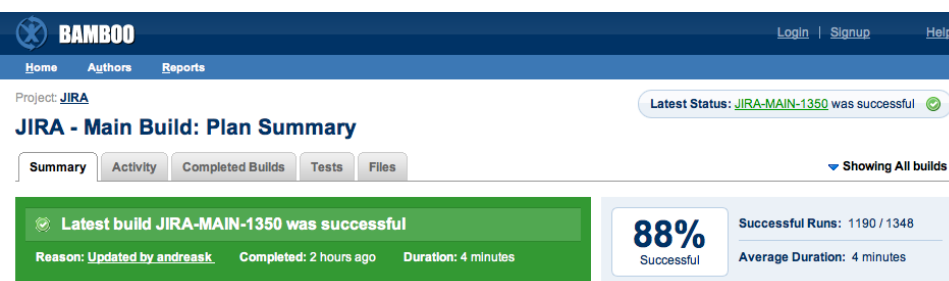 BAMBOO
Login | Signup Help
Home Authors Reports
Project: JIRA
Latest Status: JIRA-MAIN-1350 was successful
JIRA - Main Build: Plan Summary
Summary Activity Completed Builds Tests Files
Showing All builds
Latest build JIRA-MAIN-1350 was successful
Reason: Updated by andreask Completed: 2 hours ago Duration: 4 minutes
88%
Successful
Successful Runs: 1190 / 1348
Average Duration: 4 minutes